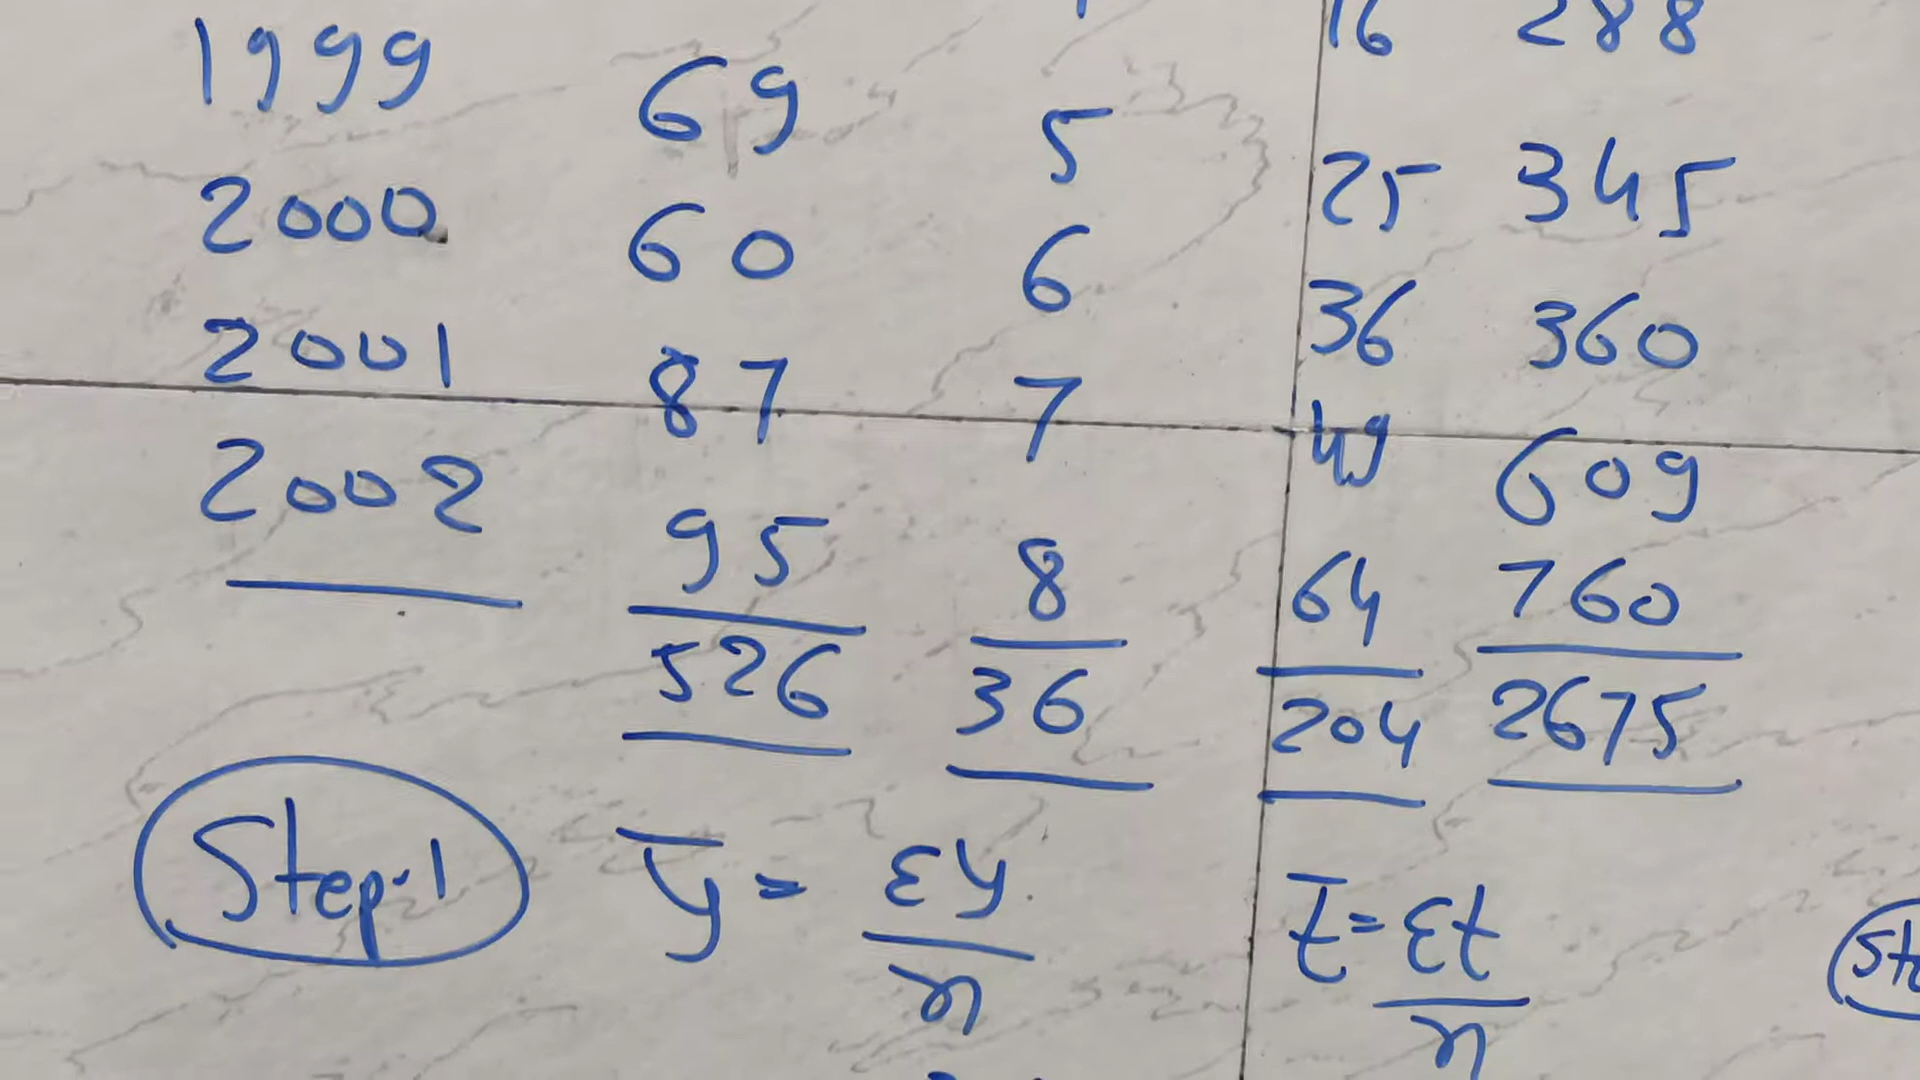 16 288
1999 69 5 25 345
2000 60 6 36 360
2001 87 7 49 609
2002 95 8 64 760
526 36 204 2675
Step-1 ȳ = Σy / n t̄ = Σt / n